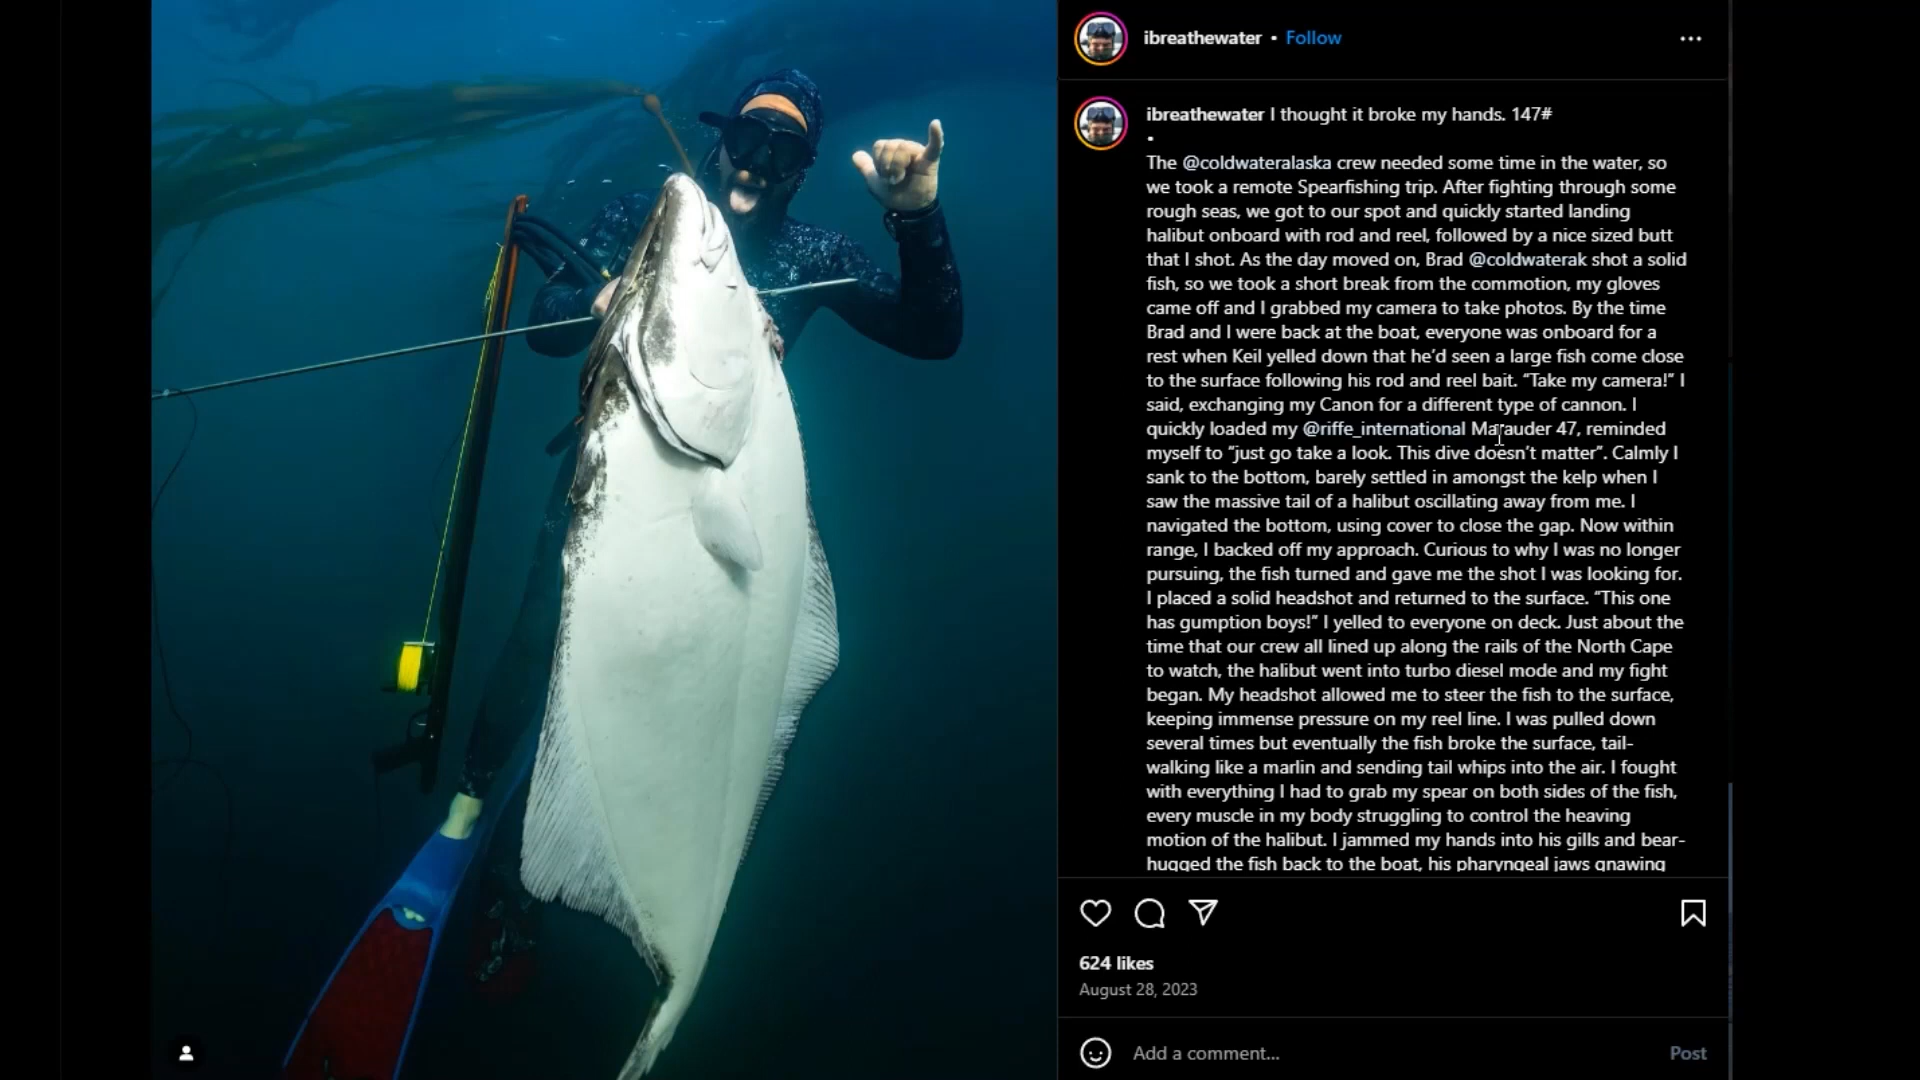 ibreathewater • Follow
ibreathewater I thought it broke my hands. 147#
•
The @coldwateralaska crew needed some time in the water, so
we took a remote Spearfishing trip. After fighting through some
rough seas, we got to our spot and quickly started landing
halibut onboard with rod and reel, followed by a nice sized butt
that I shot. As the day moved on, Brad @coldwaterak shot a solid
fish, so we took a short break from the commotion, my gloves
came off and I grabbed my camera to take photos. By the time
Brad and I were back at the boat, everyone was onboard for a
rest when Keil yelled down that he’d seen a large fish come close
to the surface following his rod and reel bait. “Take my camera!” I
said, exchanging my Canon for a different type of cannon. I
quickly loaded my @riffe_international Marauder 47, reminded
myself to “just go take a look. This dive doesn’t matter”. Calmly I
sank to the bottom, barely settled in amongst the kelp when I
saw the massive tail of a halibut oscillating away from me. I
navigated the bottom, using cover to close the gap. Now within
range, I backed off my approach. Curious to why I was no longer
pursuing, the fish turned and gave me the shot I was looking for.
I placed a solid headshot and returned to the surface. “This one
has gumption boys!” I yelled to everyone on deck. Just about the
time that our crew all lined up along the rails of the North Cape
to watch, the halibut went into turbo diesel mode and my fight
began. My headshot allowed me to steer the fish to the surface,
keeping immense pressure on my reel line. I was pulled down
several times but eventually the fish broke the surface, tail-
walking like a marlin and sending tail whips into the air. I fought
with everything I had to grab my spear on both sides of the fish,
every muscle in my body struggling to control the heaving
motion of the halibut. I jammed my hands into his gills and bear-
hugged the fish back to the boat, his pharyngeal jaws gnawing
624 likes
August 28, 2023
Add a comment...
Post